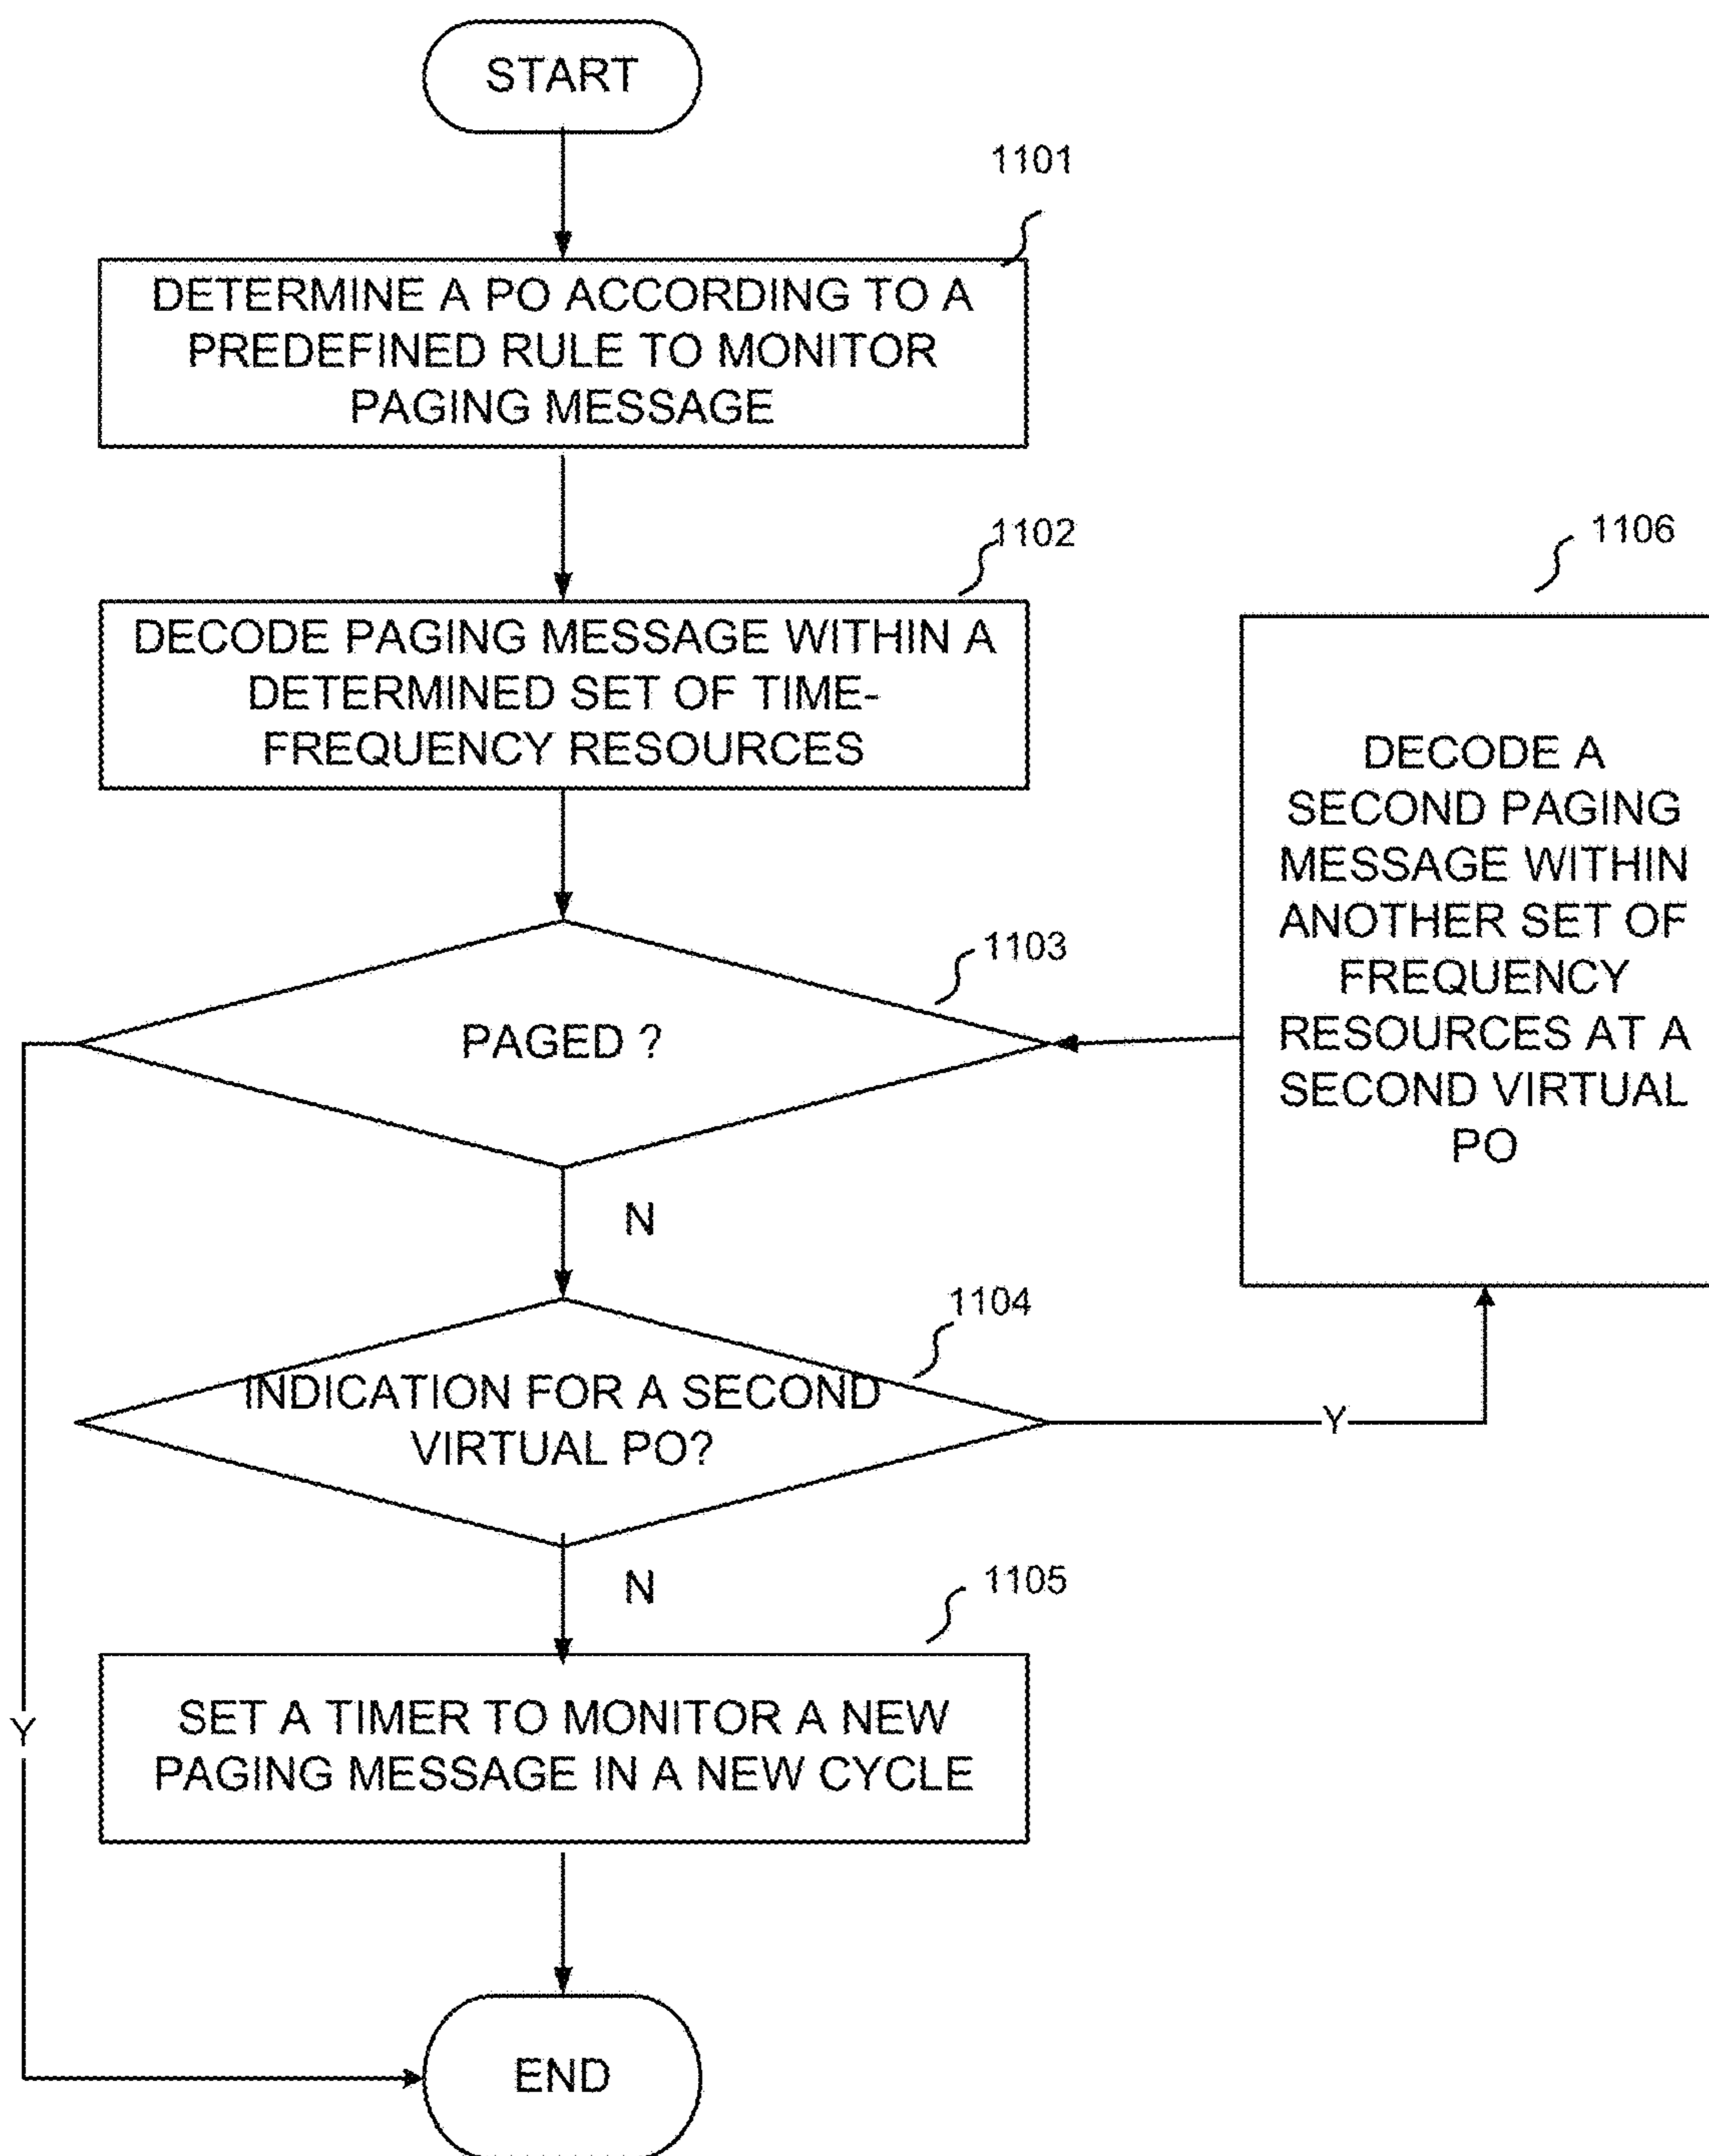 START
1101
DETERMINE A PO ACCORDING TO A
PREDEFINED RULE TO MONITOR
PAGING MESSAGE
1102
DECODE PAGING MESSAGE WITHIN A
DETERMINED SET OF TIME-
FREQUENCY RESOURCES
1106
DECODE A
SECOND PAGING
MESSAGE WITHIN
ANOTHER SET OF
FREQUENCY
RESOURCES AT A
SECOND VIRTUAL
PO
1103
PAGED ?
N
1104
INDICATION FOR A SECOND
VIRTUAL PO?
Y
N
1105
SET A TIMER TO MONITOR A NEW
PAGING MESSAGE IN A NEW CYCLE
Y
END